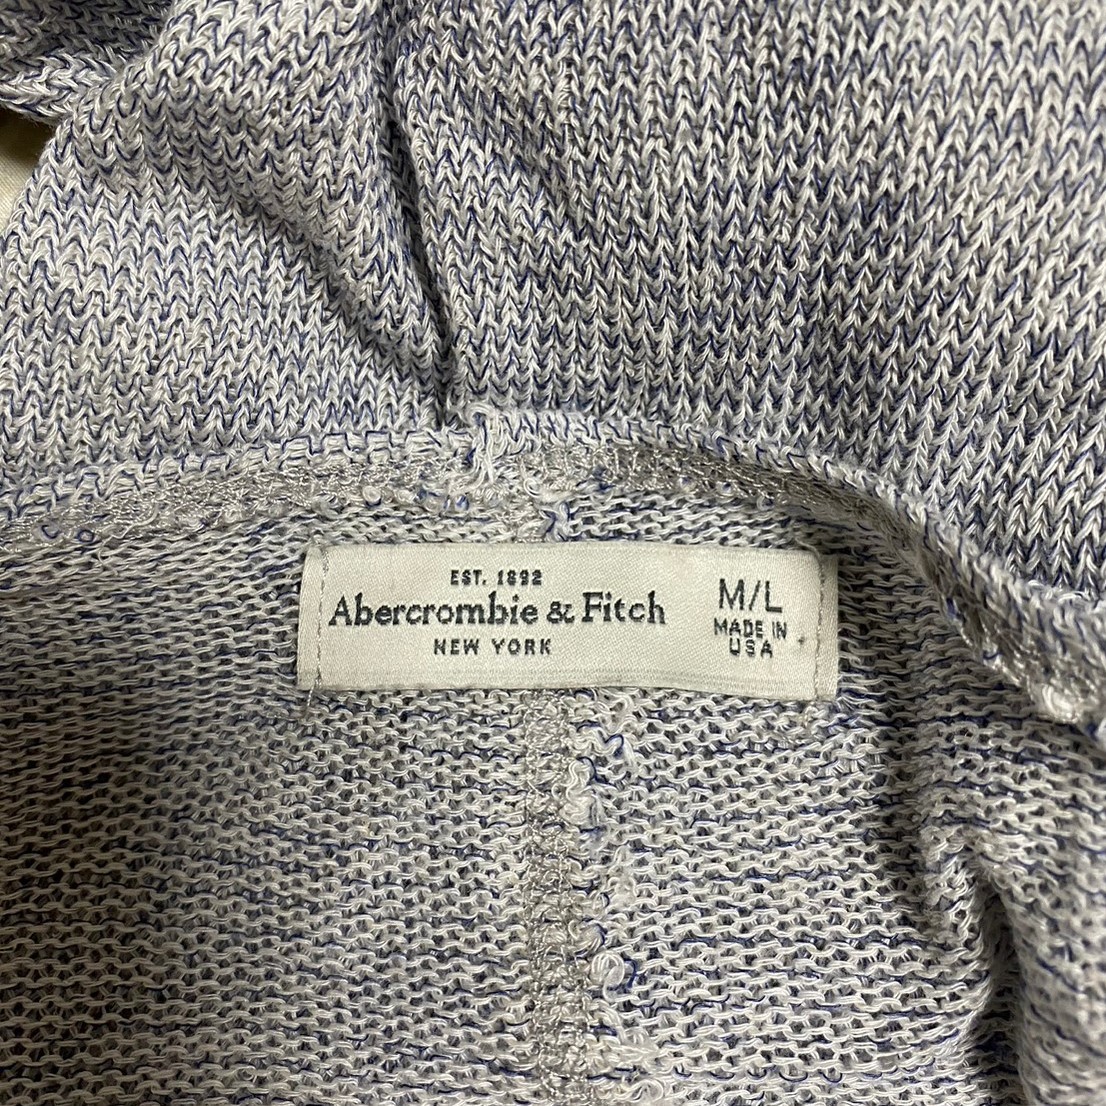 EST. 1892
Abercrombie & Fitch
NEW YORK
M/L
MADE IN
USA